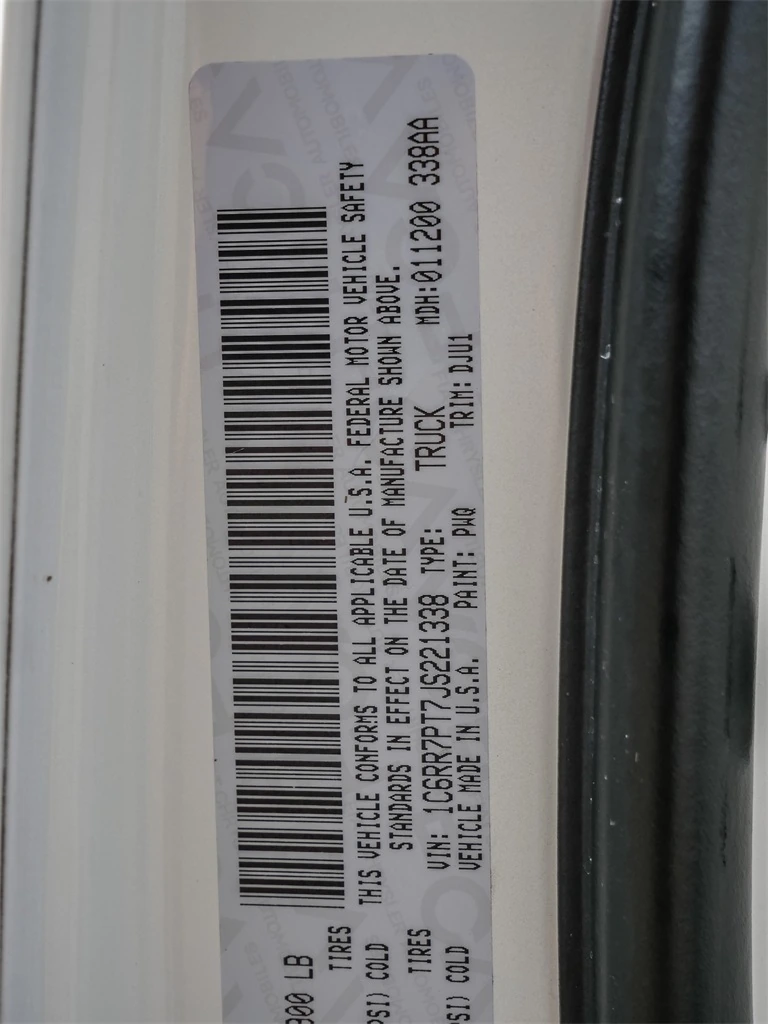 THIS VEHICLE CONFORMS TO ALL APPLICABLE U.S.A. FEDERAL MOTOR VEHICLE SAFETY
STANDARDS IN EFFECT ON THE DATE OF MANUFACTURE SHOWN ABOVE.
VIN: 1C6RR7PT7JS221338 TYPE: TRUCK MDH:011200 338AA
VEHICLE MADE IN U.S.A. PAINT: PWQ TRIM: DJU1
LB
TIRES
PSI) COLD
TIRES
PSI) COLD